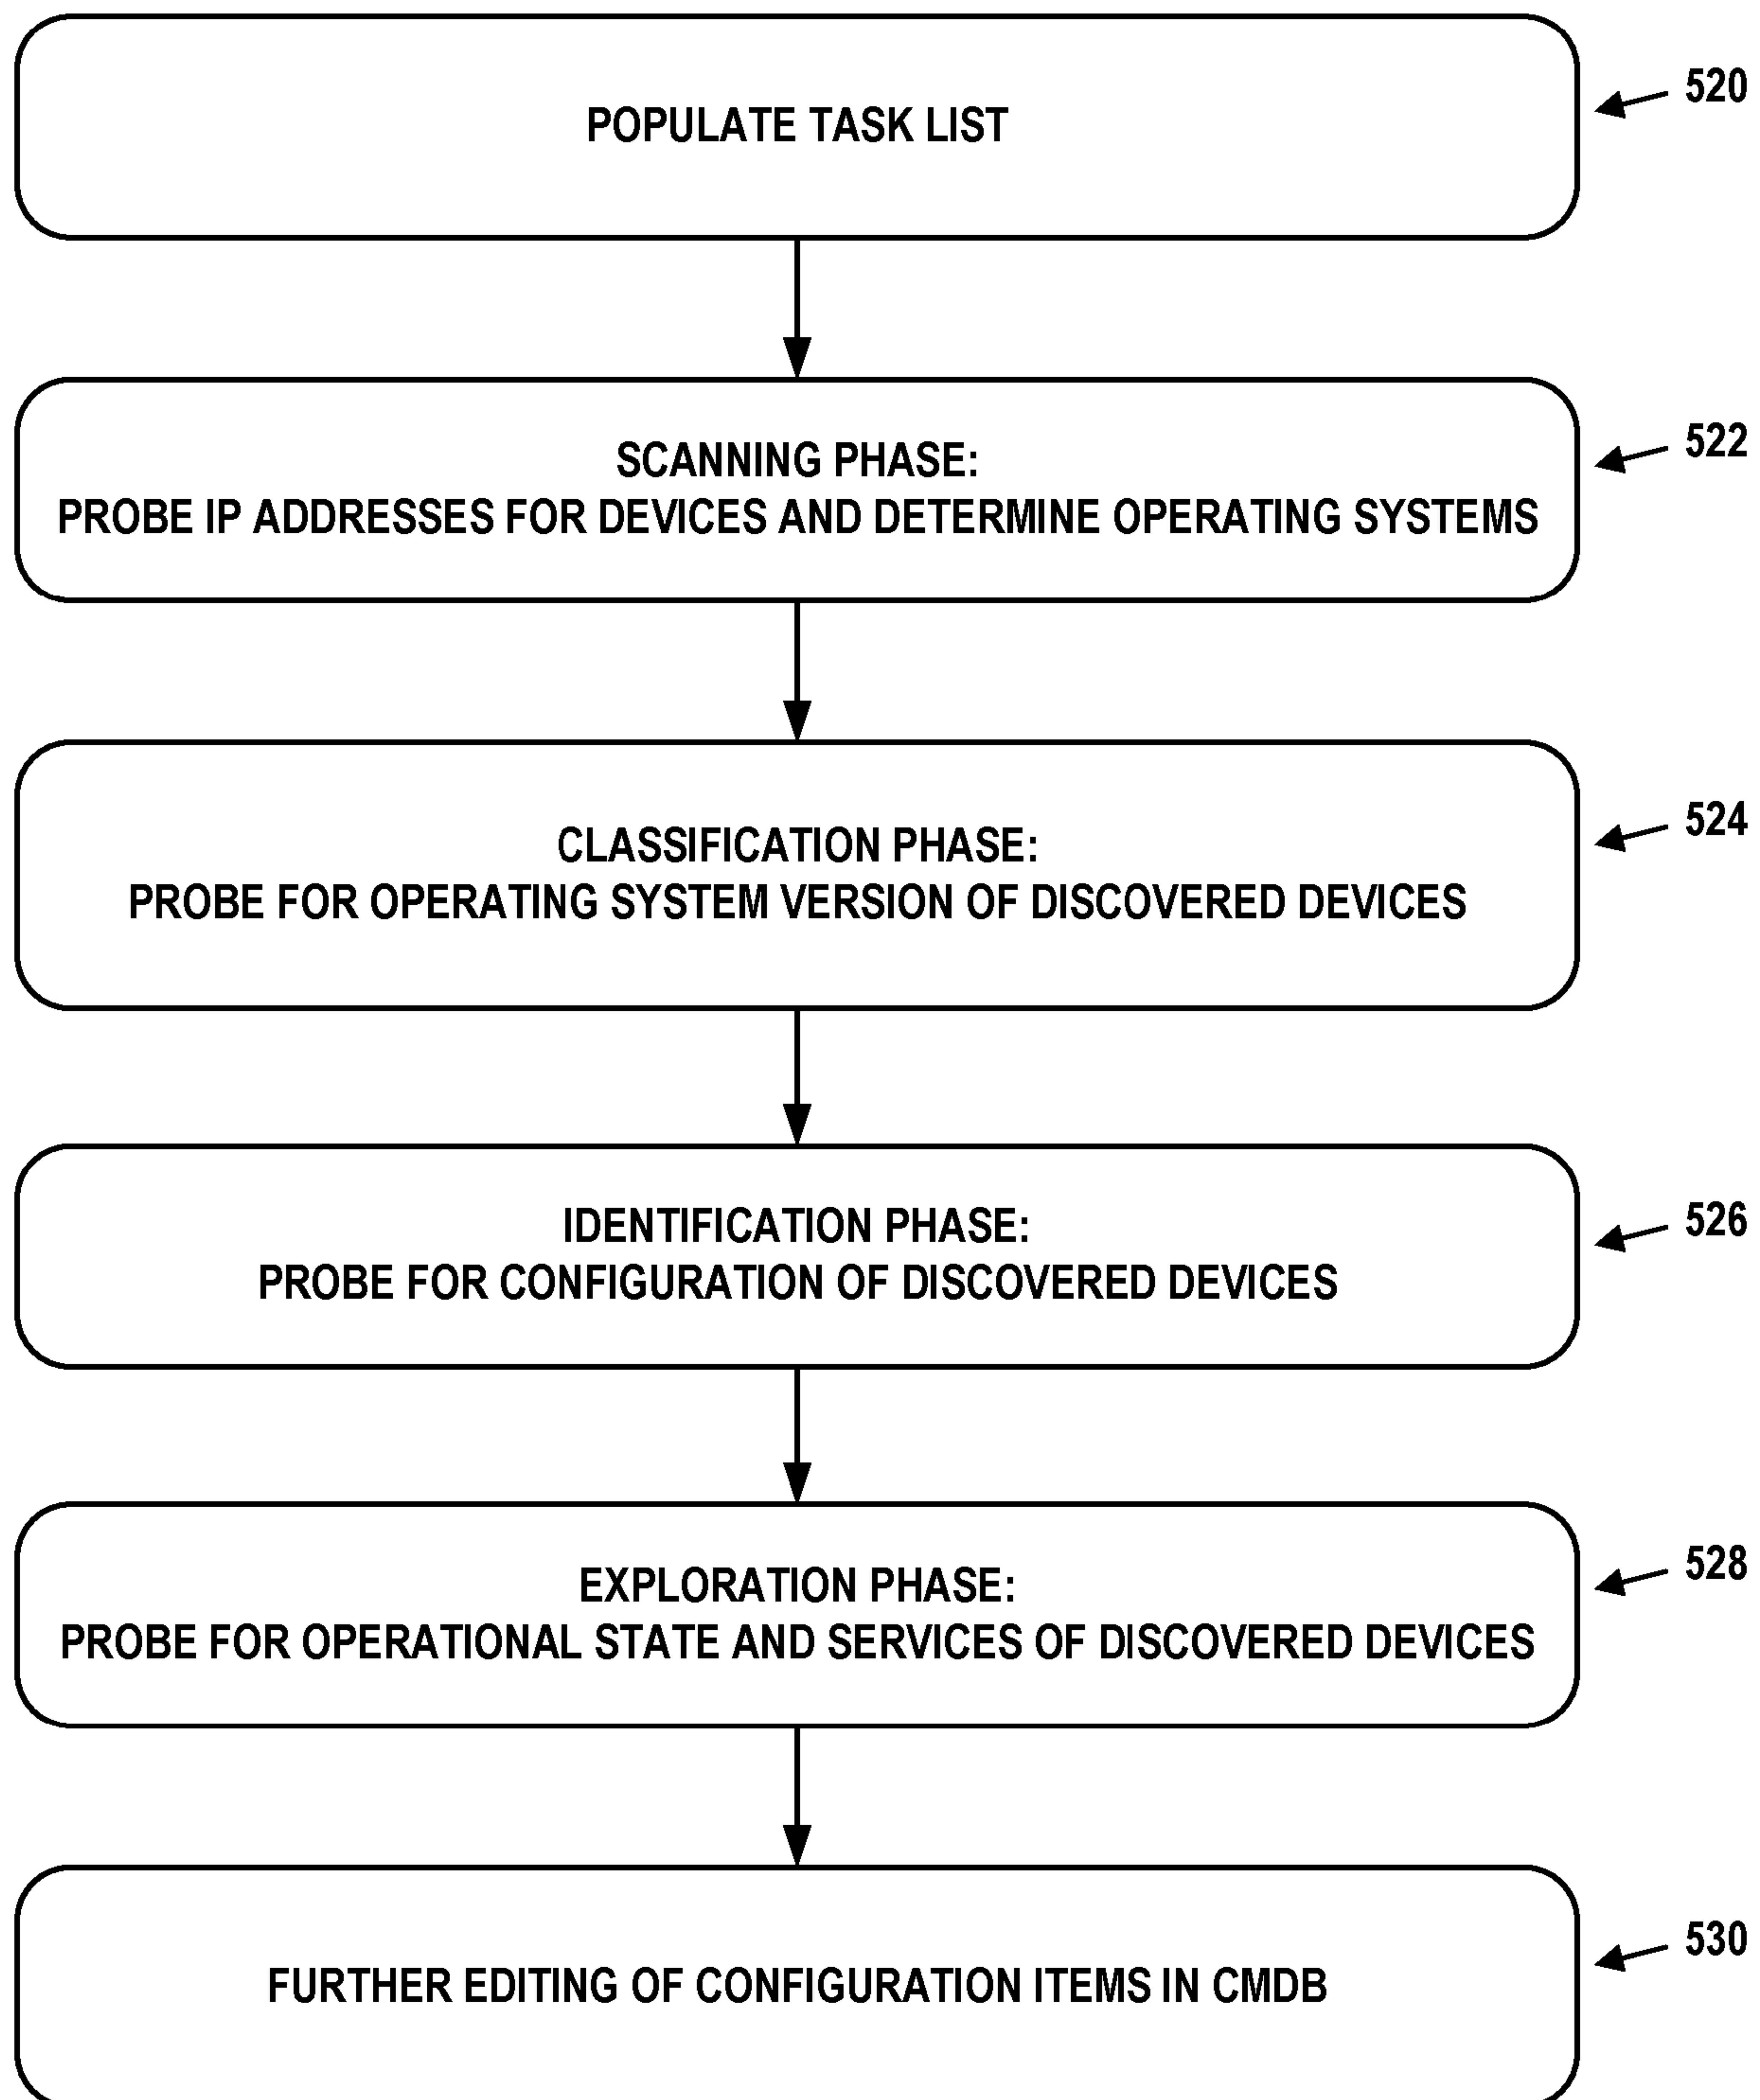 POPULATE TASK LIST
520
SCANNING PHASE:
PROBE IP ADDRESSES FOR DEVICES AND DETERMINE OPERATING SYSTEMS
522
CLASSIFICATION PHASE:
PROBE FOR OPERATING SYSTEM VERSION OF DISCOVERED DEVICES
524
IDENTIFICATION PHASE:
PROBE FOR CONFIGURATION OF DISCOVERED DEVICES
526
EXPLORATION PHASE:
PROBE FOR OPERATIONAL STATE AND SERVICES OF DISCOVERED DEVICES
528
FURTHER EDITING OF CONFIGURATION ITEMS IN CMDB
530